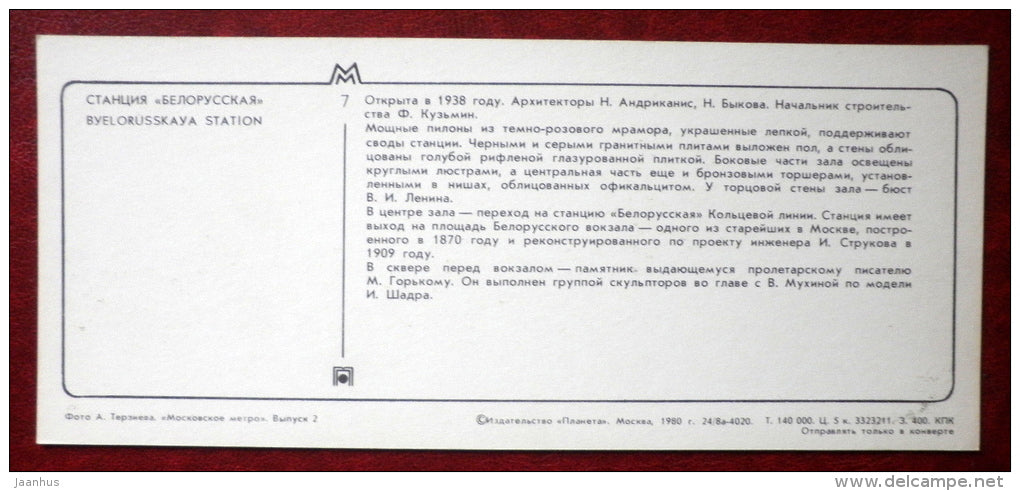 СТАНЦИЯ «БЕЛОРУССКАЯ»
BYELORUSSKAYA STATION
7
Открыта в 1938 году. Архитекторы Н. Андриканис, Н. Быкова. Начальник строитель-
ства Ф. Кузьмин.
Мощные пилоны из темно-розового мрамора, украшенные лепкой, поддерживают
своды станции. Черными и серыми гранитными плитами выложен пол, а стены обли-
цованы голубой рифленой глазурованной плиткой. Боковые части зала освещены
круглыми люстрами, а центральная часть еще и бронзовыми торшерами, установ-
ленными в нишах, облицованных офикальцитом. У торцовой стены зала — бюст
В. И. Ленина.
В центре зала — переход на станцию «Белорусская» Кольцевой линии. Станция имеет
выход на площадь Белорусского вокзала — одного из старейших в Москве, постро-
енного в 1870 году и реконструированного по проекту инженера И. Струкова в
1909 году.
В сквере перед вокзалом — памятник выдающемуся пролетарскому писателю
М. Горькому. Он выполнен группой скульпторов во главе с В. Мухиной по модели
И. Шадра.
Фото А. Терзиева. «Московское метро». Выпуск 2
©Издательство «Планета». Москва, 1980 г. 24/8а-4020. Т. 140 000. Ц. 5 к. 3323211. З. 400. КПК
Отправлять только в конверте
Jaanhus
delcampe.net